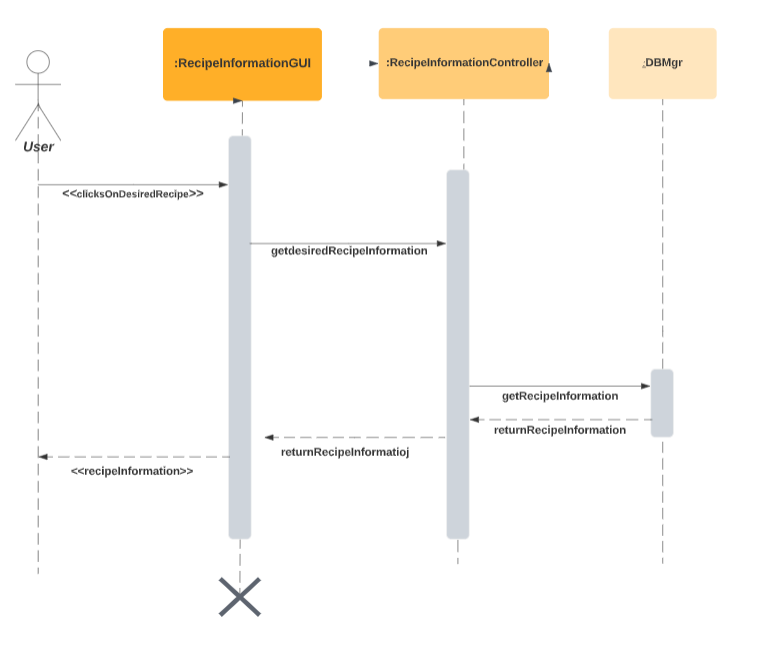 :RecipeInformationGUI
:RecipeInformationController
:DBMgr
User
<<clicksOnDesiredRecipe>>
getdesiredRecipeInformation
getRecipeInformation
returnRecipeInformation
returnRecipeInformatioj
<<recipeInformation>>